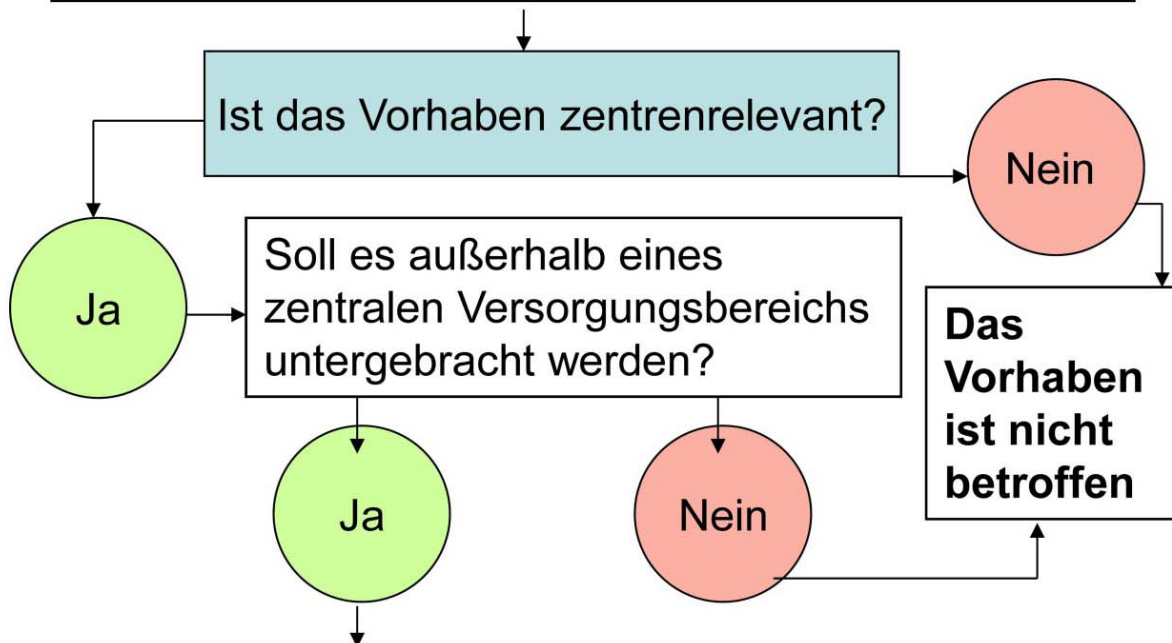 Ist das Vorhaben zentrenrelevant?
Nein
Ja
Soll es außerhalb eines
zentralen Versorgungsbereichs
untergebracht werden?
Das
Vorhaben
ist nicht
betroffen
Ja
Nein